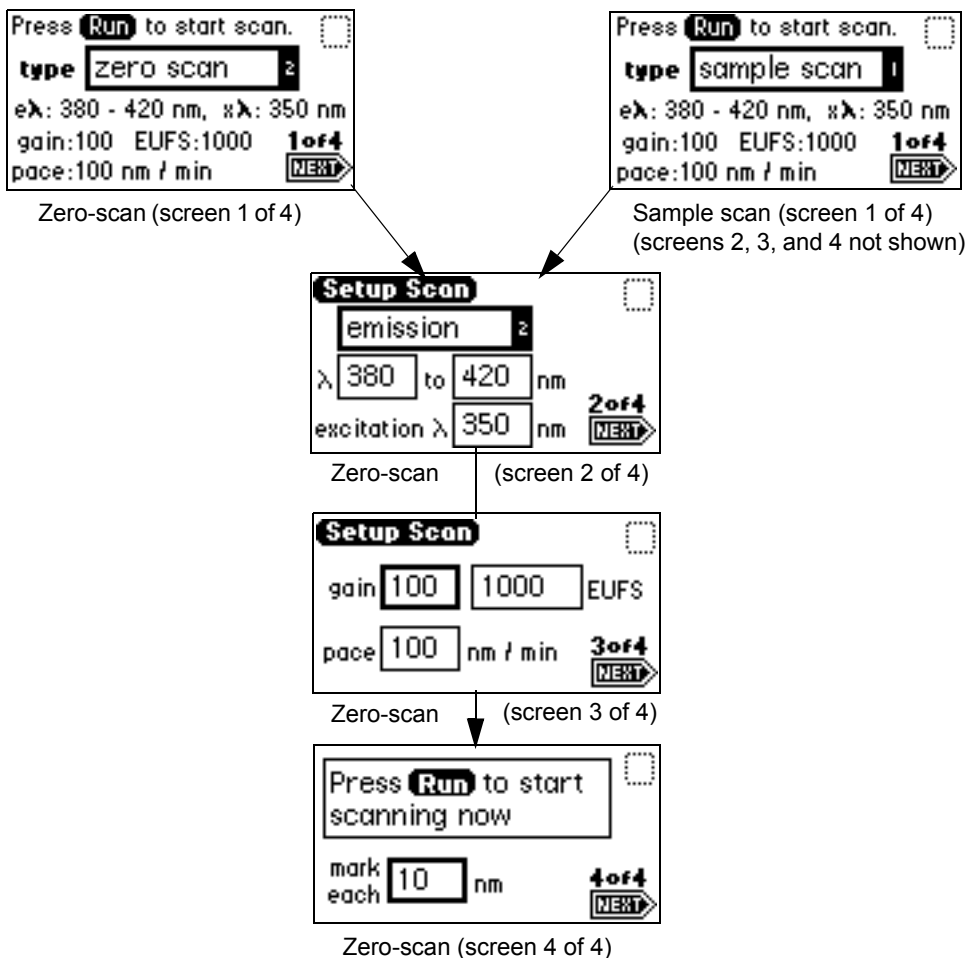 Press Run to start scan.
type zero scan 2
eλ: 380 - 420 nm, xλ: 350 nm
gain:100 EUFS:1000 1of4
pace:100 nm / min NEXT
Zero-scan (screen 1 of 4)
Press Run to start scan.
type sample scan 1
eλ: 380 - 420 nm, xλ: 350 nm
gain:100 EUFS:1000 1of4
pace:100 nm / min NEXT
Sample scan (screen 1 of 4)
(screens 2, 3, and 4 not shown)
Setup Scan
emission 2
λ 380 to 420 nm
2of4
excitation λ 350 nm NEXT
Zero-scan (screen 2 of 4)
Setup Scan
gain 100 1000 EUFS
pace 100 nm / min 3of4
NEXT
Zero-scan (screen 3 of 4)
Press Run to start
scanning now
mark
each 10 nm 4of4
NEXT
Zero-scan (screen 4 of 4)